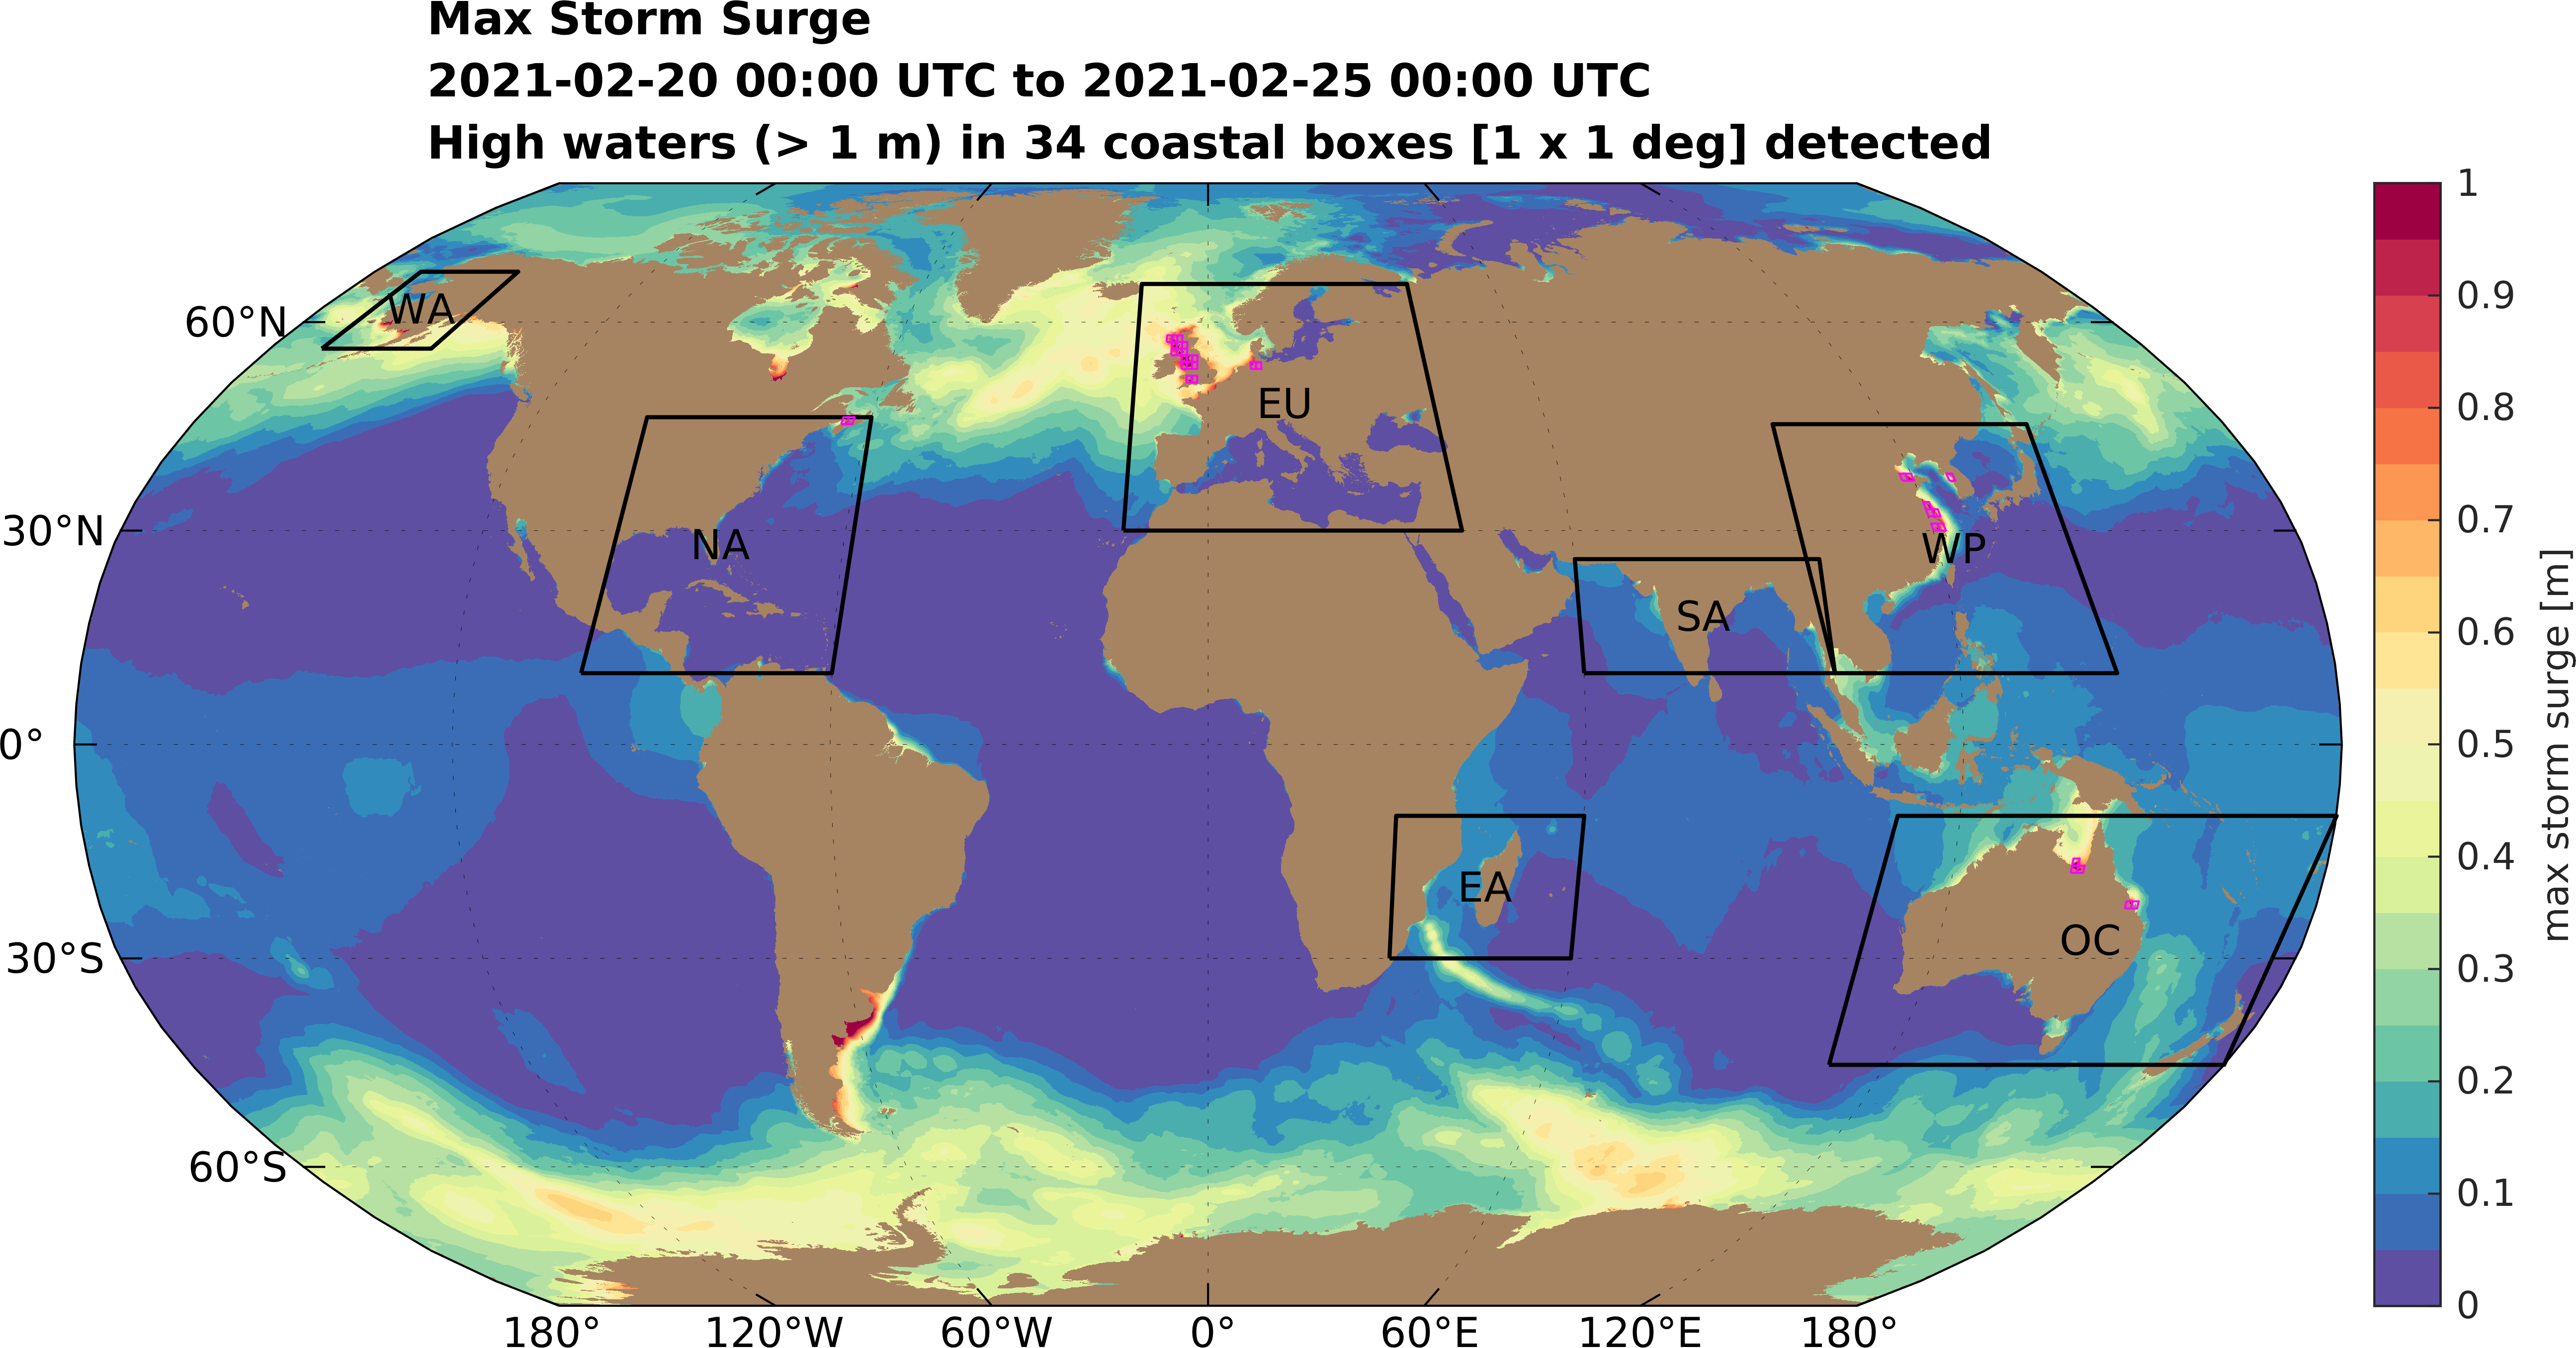 Max Storm Surge
2021-02-20 00:00 UTC to 2021-02-25 00:00 UTC
High waters (> 1 m) in 34 coastal boxes [1 x 1 deg] detected
60°N
30°N
0°
30°S
60°S
WA
NA
EU
SA
WP
EA
OC
180°
120°W
60°W
0°
60°E
120°E
180°
1
0.9
0.8
0.7
0.6
0.5
0.4
0.3
0.2
0.1
0
max storm surge [m]